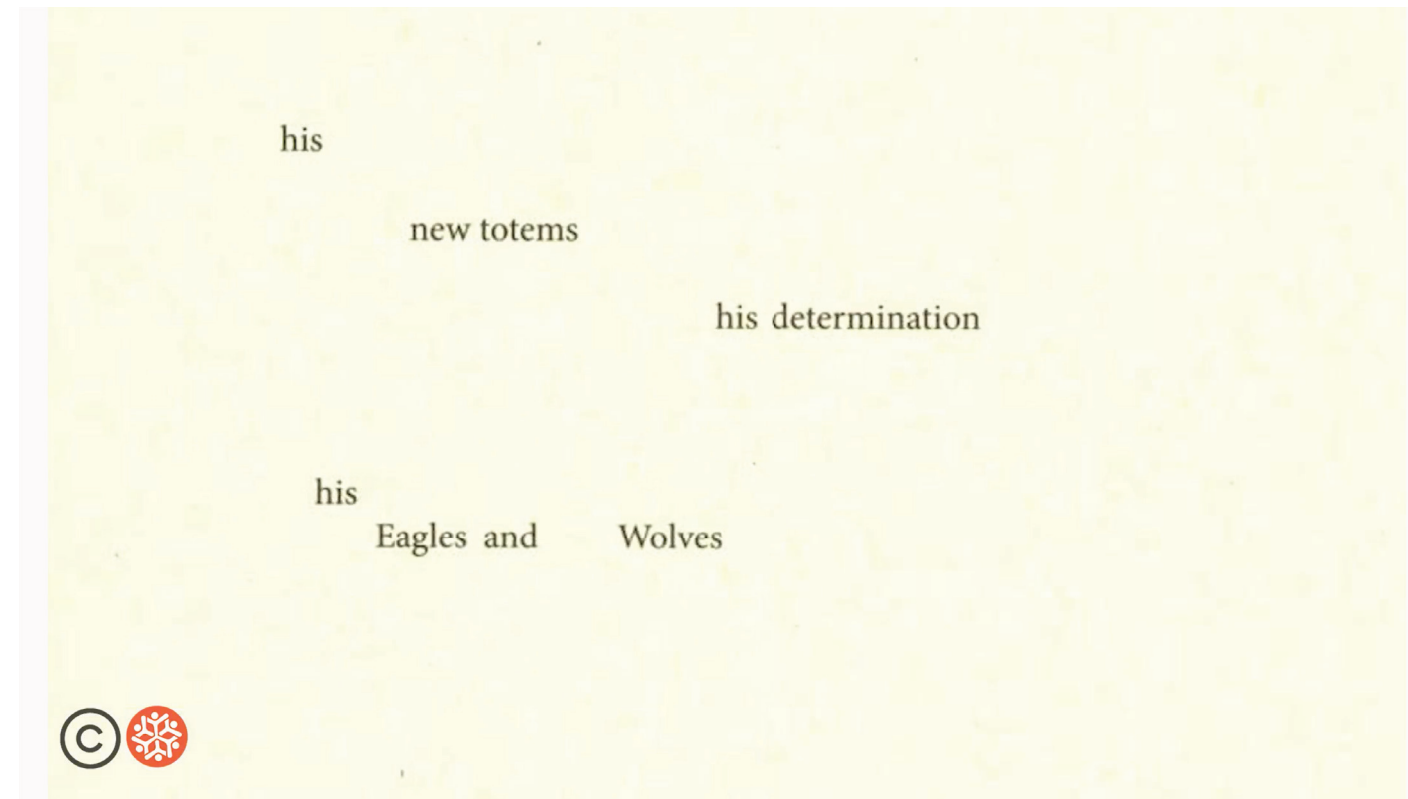 his
new totems
his determination
his
Eagles and Wolves
©